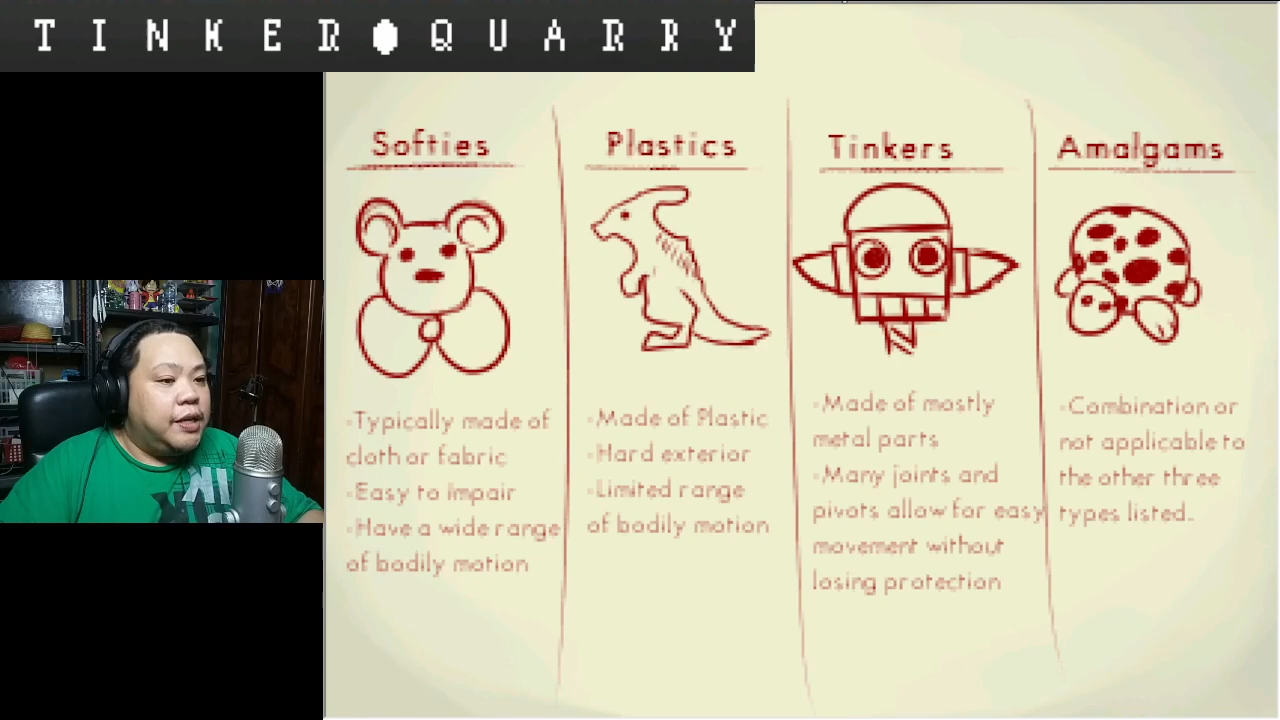 TINKER QUARRY
Softies
-Typically made of
cloth or fabric
-Easy to impair
-Have a wide range
of bodily motion
Plastics
-Made of Plastic
-Hard exterior
-Limited range
of bodily motion
Tinkers
-Made of mostly
metal parts
-Many joints and
pivots allow for easy
movement without
losing protection
Amalgams
-Combination or
not applicable to
the other three
types listed.